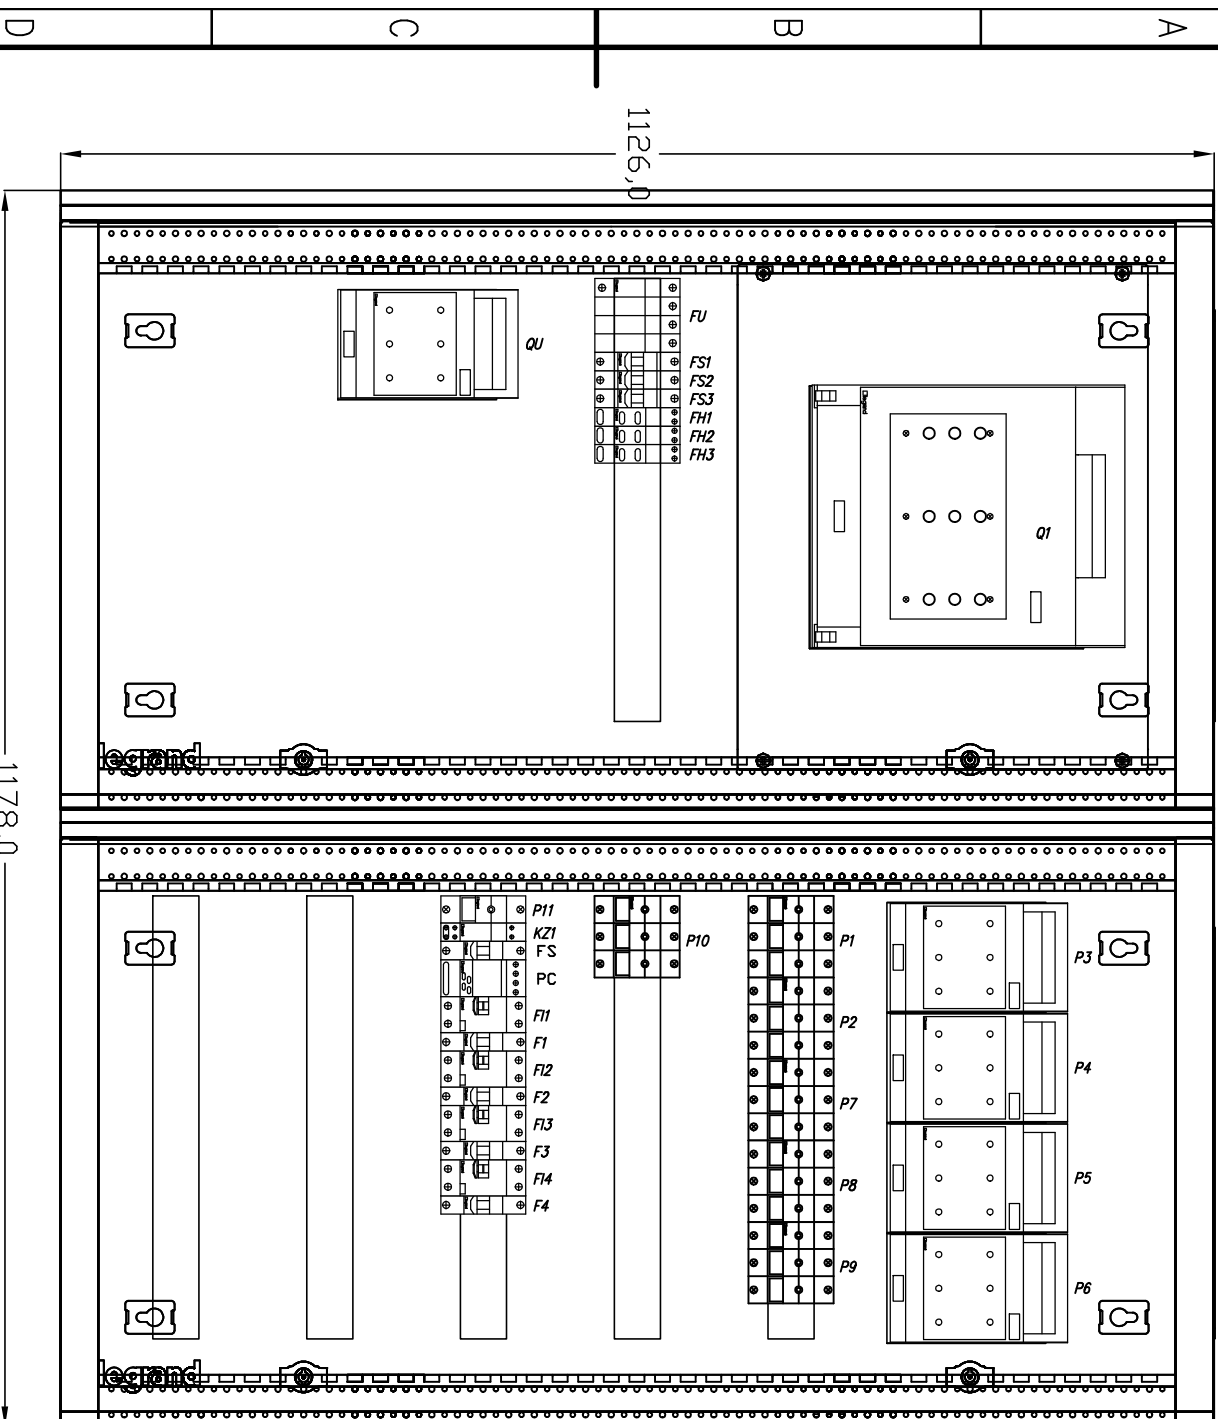 D
C
B
A
1126,0
FU
QU
FS1
FS2
FS3
FH1
FH2
FH3
Q1
legrand
1178,0
P11
KZ1
FS
PC
FI1
F1
FI2
F2
FI3
F3
FI4
F4
P10
P1
P2
P7
P8
P9
P3
P4
P5
P6
legrand